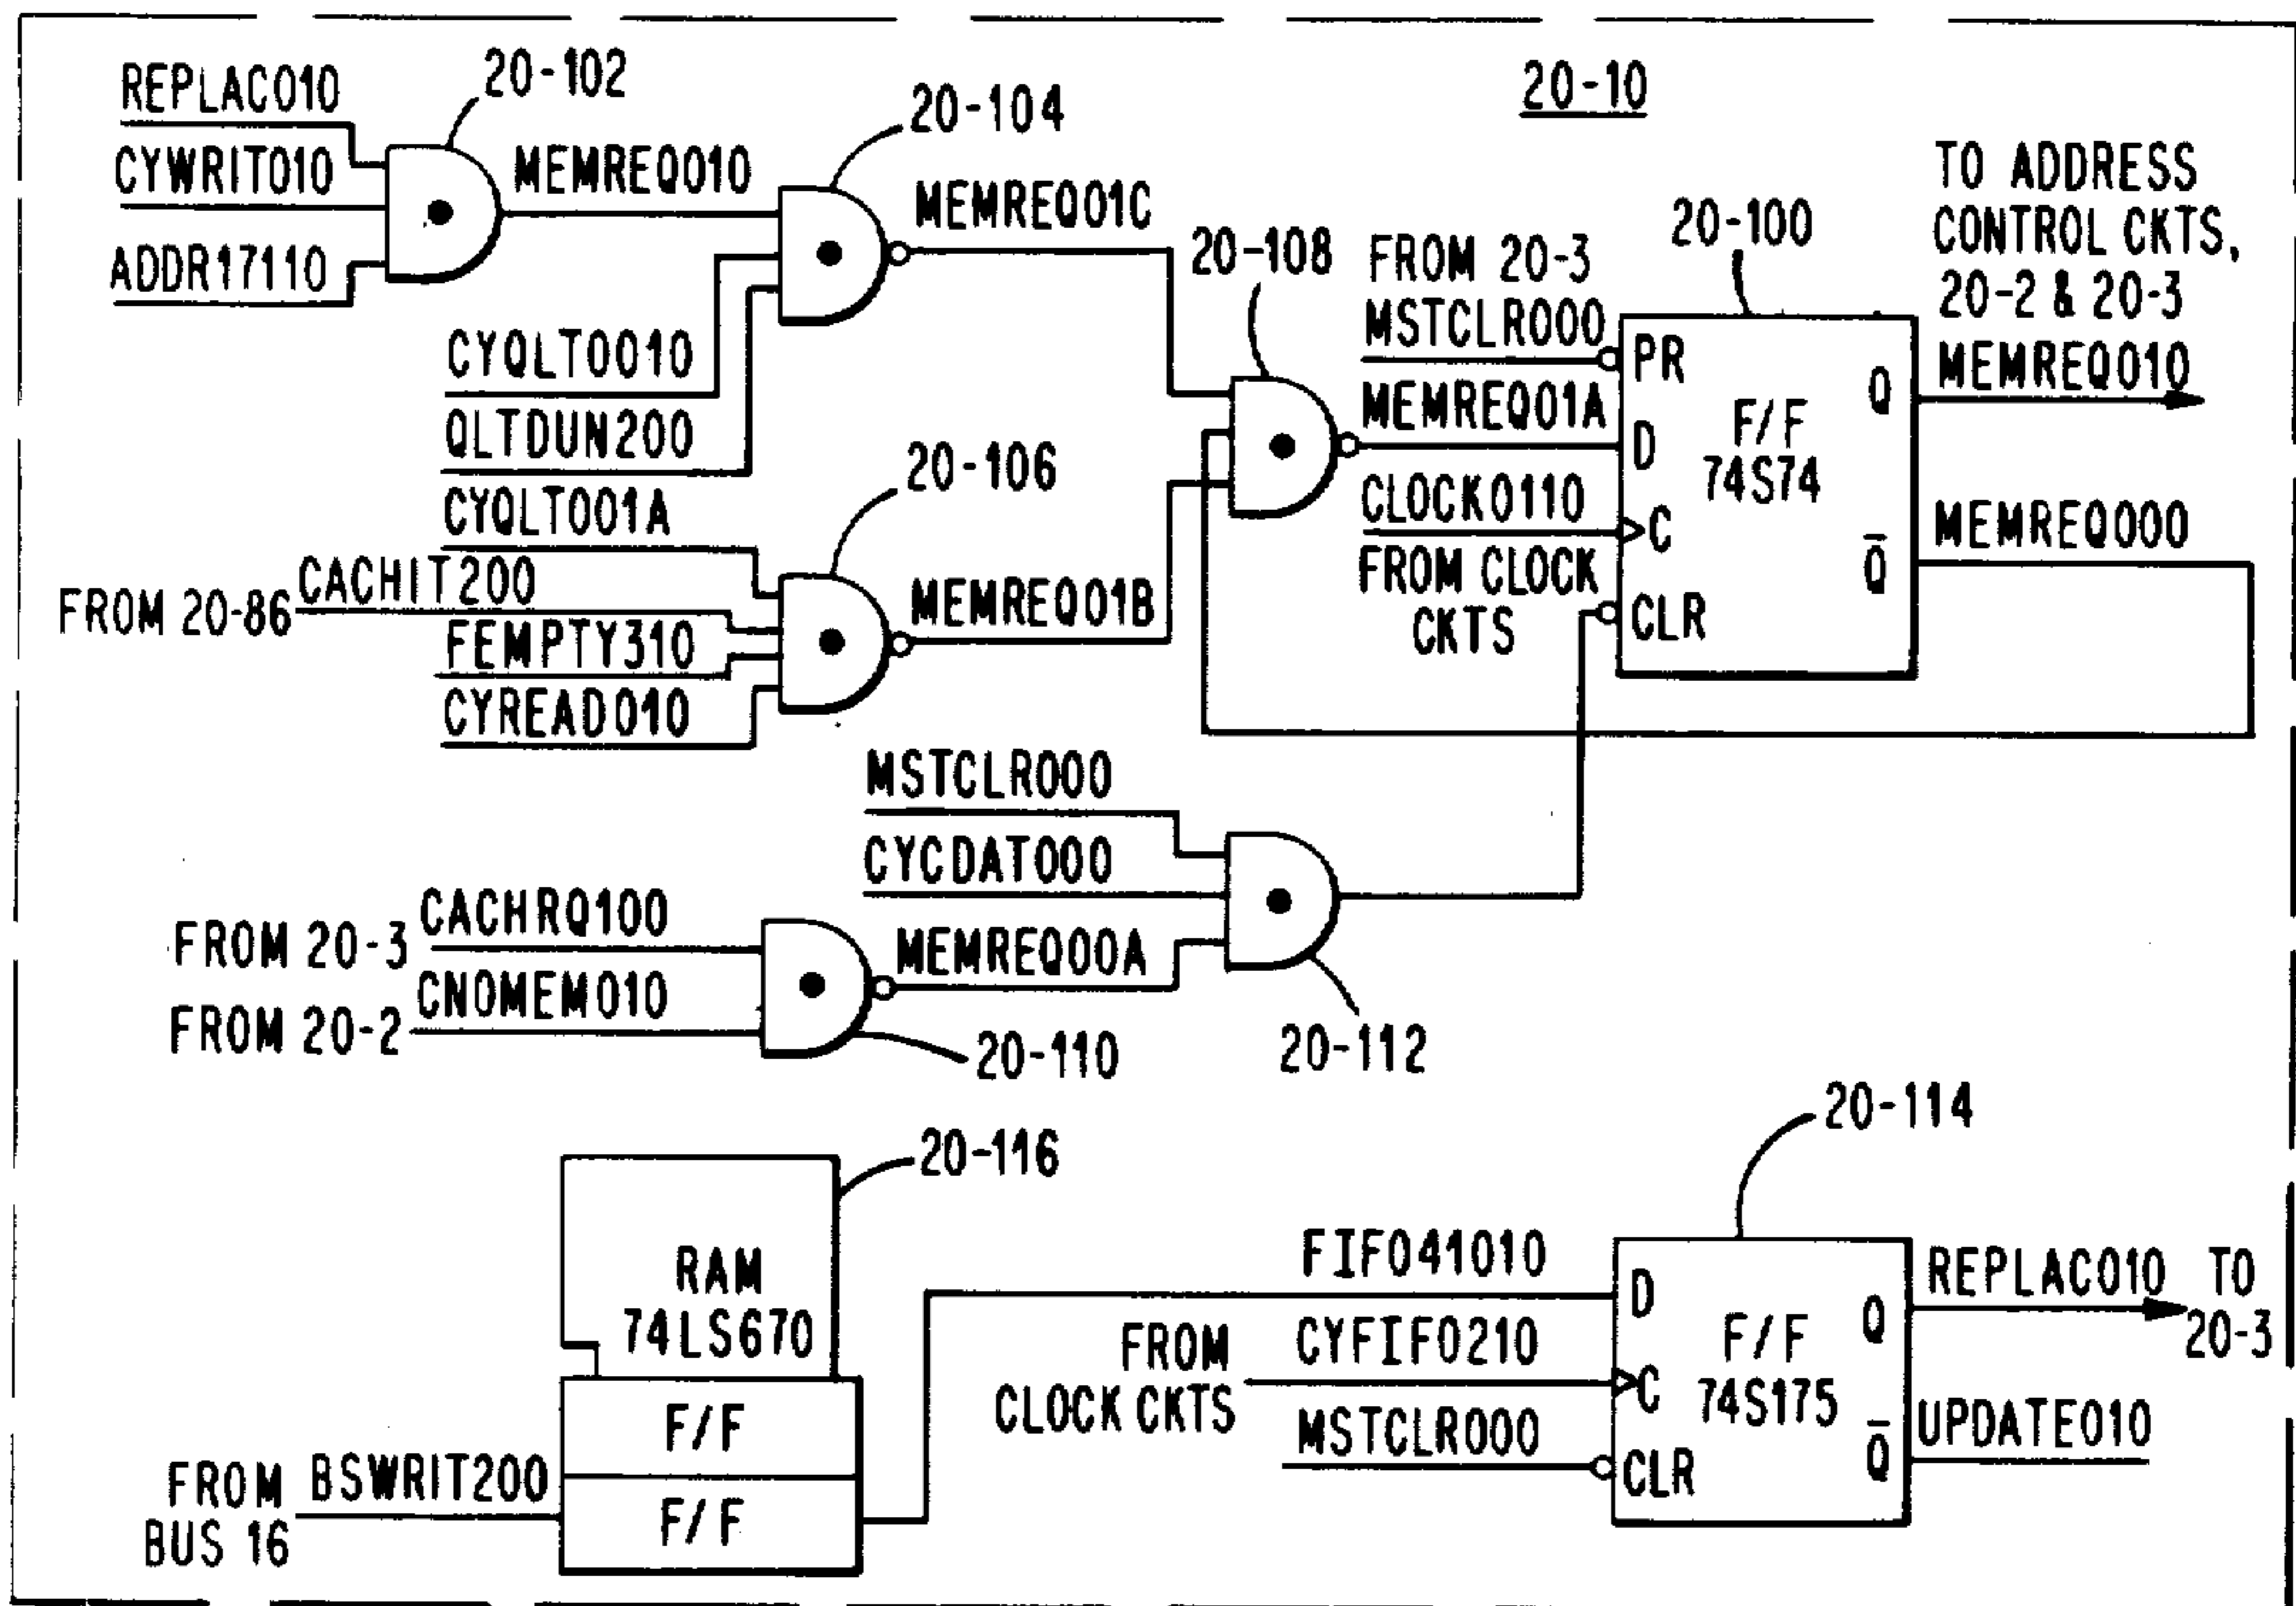 20-10
REPLAC010
20-102
CYWRIT010
MEMREQ010
ADDR17110
20-104
MEMREQ01C
CYQLT0010
QLTDUN200
20-106
CYQLT001A
FROM 20-86
CACHIT200
FEMPTY310
CYREAD010
MEMREQ01B
20-108
FROM 20-3
MSTCLR000
MEMREQ01A
CLOCK0110
FROM CLOCK
CKTS
20-100
PR
D
C
CLR
F/F
74S74
Q
Q̄
TO ADDRESS
CONTROL CKTS,
20-2 & 20-3
MEMREQ010
MEMREQ000
MSTCLR000
CYCDAT000
FROM 20-3
CACHRQ100
FROM 20-2
CNOMEM010
MEMREQ00A
20-110
20-112
20-116
RAM
74LS670
F/F
F/F
FROM
BUS 16
BSWRIT200
FIFO41010
FROM
CLOCK CKTS
CYFIFO210
MSTCLR000
20-114
D
C
CLR
F/F
74S175
Q
Q̄
REPLAC010 TO
20-3
UPDATE010